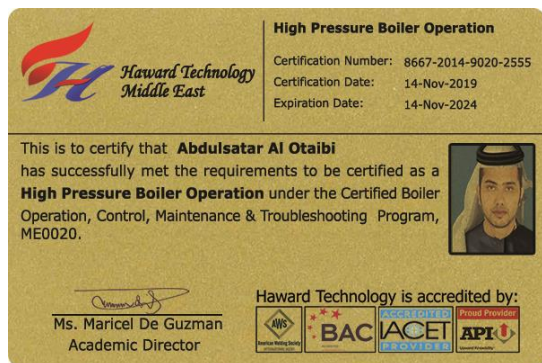 High Pressure Boiler Operation
Certification Number: 8667-2014-9020-2555
Certification Date: 14-Nov-2019
Expiration Date: 14-Nov-2024
Haward Technology
Middle East
This is to certify that Abdulsatar Al Otaibi
has successfully met the requirements to be certified as a
High Pressure Boiler Operation under the Certified Boiler
Operation, Control, Maintenance & Troubleshooting Program,
ME0020.
Ms. Maricel De Guzman
Academic Director
Haward Technology is accredited by:
AWS
American Welding Society
BAC
ACCREDITED
IACET
PROVIDER
Proud Provider
API